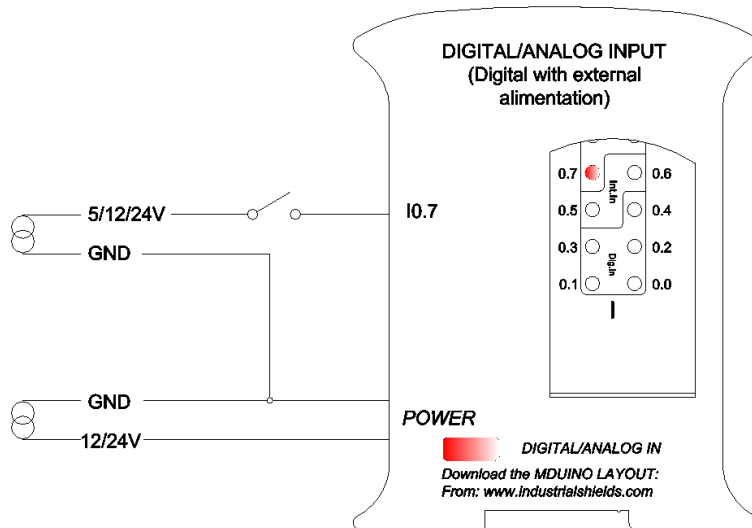 DIGITAL/ANALOG INPUT
(Digital with external
alimentation)
0.7 Int.In 0.6
5/12/24V I0.7
0.5 0.4
GND
0.3 Dig.In 0.2
0.1 0.0
I
GND
POWER
12/24V
DIGITAL/ANALOG IN
Download the MDUINO LAYOUT:
From: www.industrialshields.com